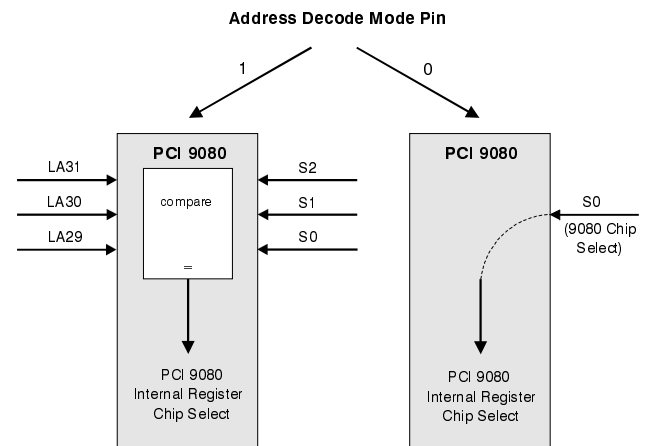 Address Decode Mode Pin
1
0
PCI 9080
LA31
LA30
LA29
compare
=
S2
S1
S0
PCI 9080
Internal Register
Chip Select
PCI 9080
S0
(9080 Chip
Select)
PCI 9080
Internal Register
Chip Select